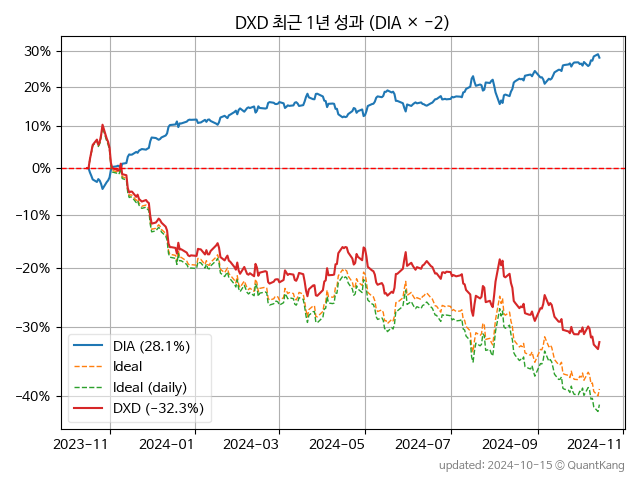 DXD 최근 1년 성과 (DIA × −2)
30%
20%
10%
0%
−10%
−20%
−30%
−40%
DIA (28.1%)
Ideal
Ideal (daily)
DXD (−32.3%)
2023−11 2024−01 2024−03 2024−05 2024−07 2024−09 2024−11
updated: 2024-10-15 © QuantKang